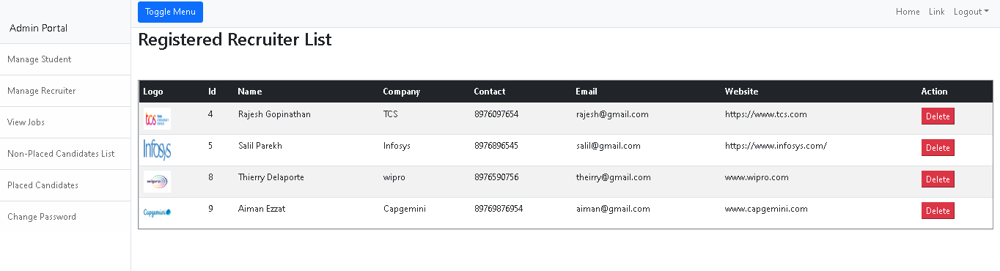 Toggle Menu
Home Link Logout
Admin Portal
Registered Recruiter List
Manage Student
Manage Recruiter
View Jobs
Non-Placed Candidates List
Placed Candidates
Change Password
Logo Id Name Company Contact Email Website Action
tcs 4 Rajesh Gopinathan TCS 8976097654 rajesh@gmail.com https://www.tcs.com Delete
Infosys 5 Salil Parekh Infosys 8976896545 salil@gmail.com https://www.infosys.com/ Delete
wipro 8 Thierry Delaporte wipro 8976590756 theirry@gmail.com www.wipro.com Delete
Capgemini 9 Aiman Ezzat Capgemini 89769876954 aiman@gmail.com www.capgemini.com Delete